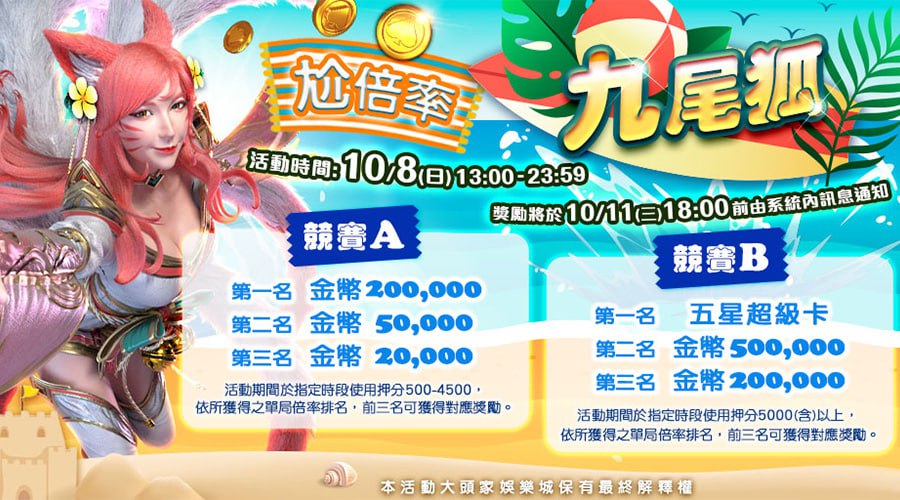 尬倍率
九尾狐
活動時間:10/8(日)13:00-23:59
獎勵將於10/11(三)18:00前由系統內訊息通知
競賽A
第一名 金幣200,000
第二名 金幣 50,000
第三名 金幣 20,000
活動期間於指定時段使用押分500-4500，
依所獲得之單局倍率排名，前三名可獲得對應獎勵。
競賽B
第一名 五星超級卡
第二名 金幣500,000
第三名 金幣200,000
活動期間於指定時段使用押分5000(含)以上，
依所獲得之單局倍率排名，前三名可獲得對應獎勵。
本活動大頭家娛樂城保有最終解釋權